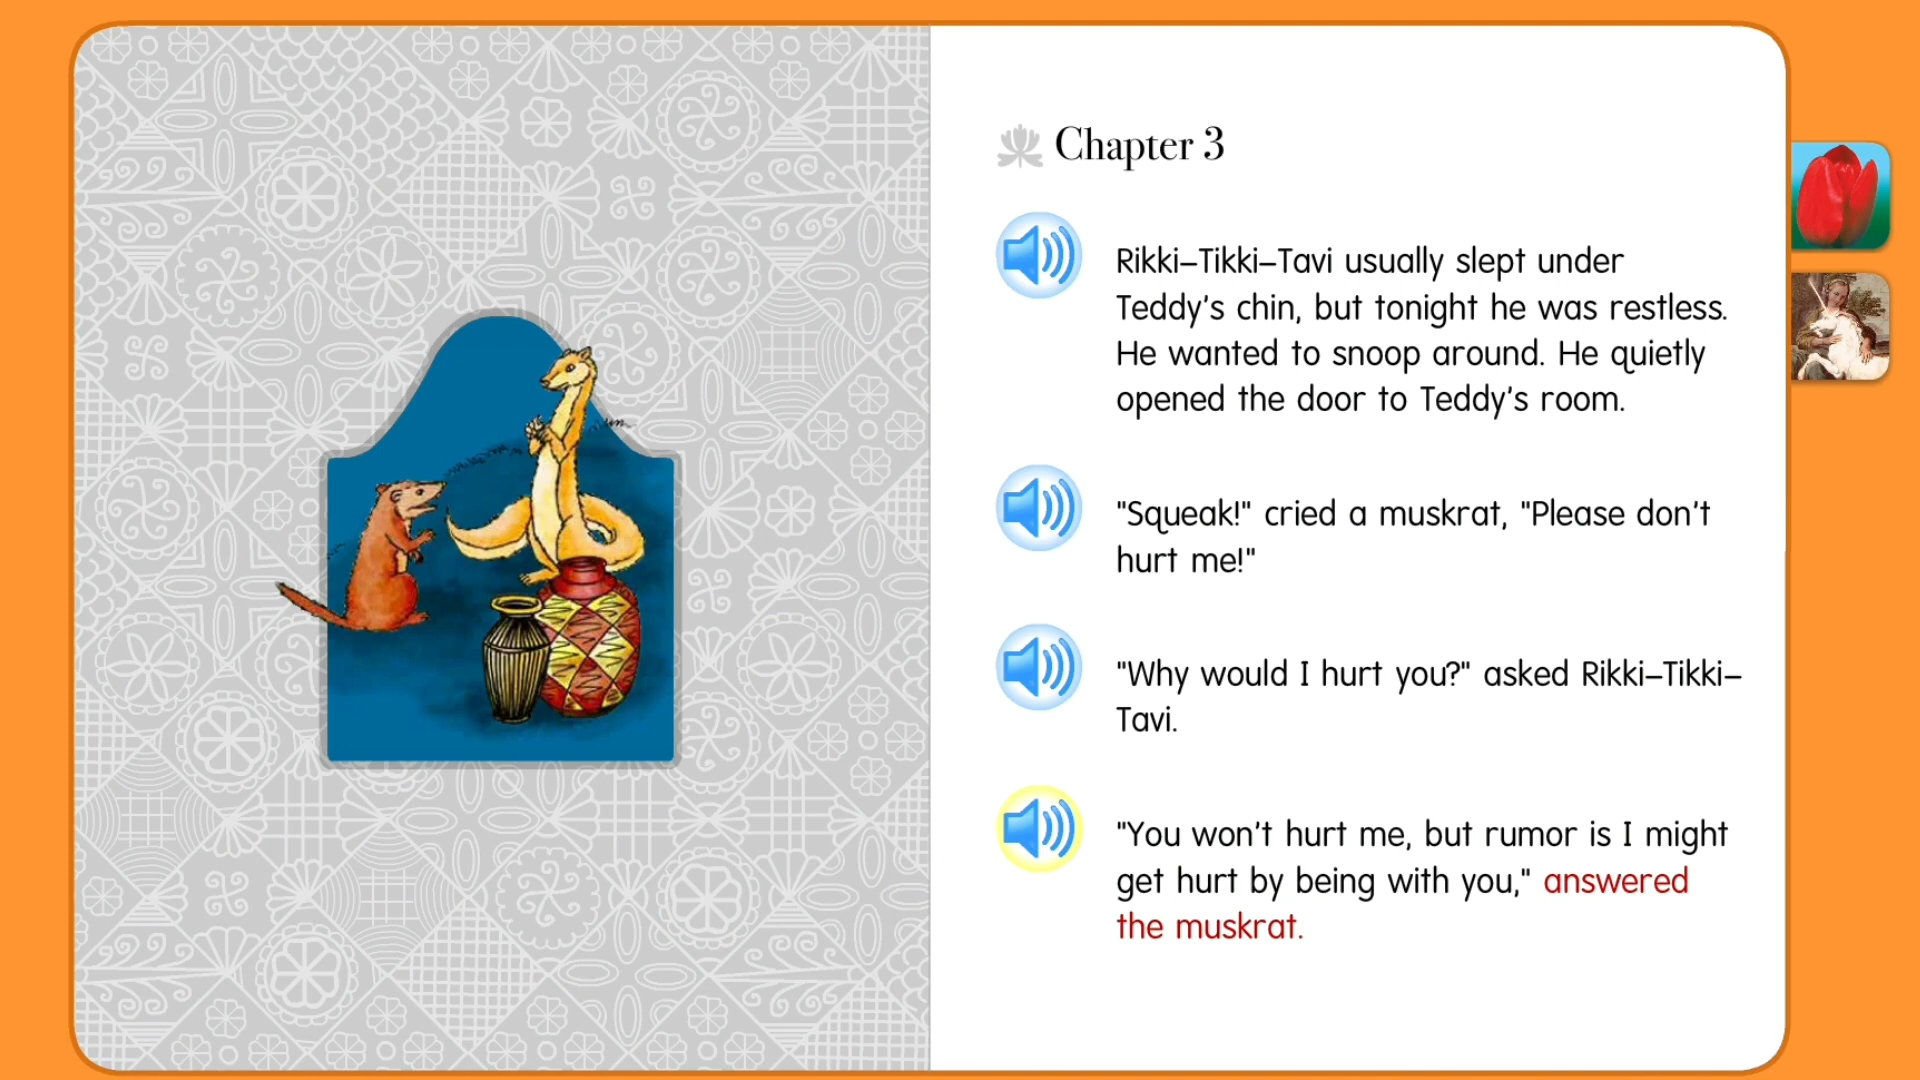 Chapter 3
Rikki–Tikki–Tavi usually slept under
Teddy's chin, but tonight he was restless.
He wanted to snoop around. He quietly
opened the door to Teddy's room.
"Squeak!" cried a muskrat, "Please don't
hurt me!"
"Why would I hurt you?" asked Rikki–Tikki–
Tavi.
"You won't hurt me, but rumor is I might
get hurt by being with you," answered
the muskrat.